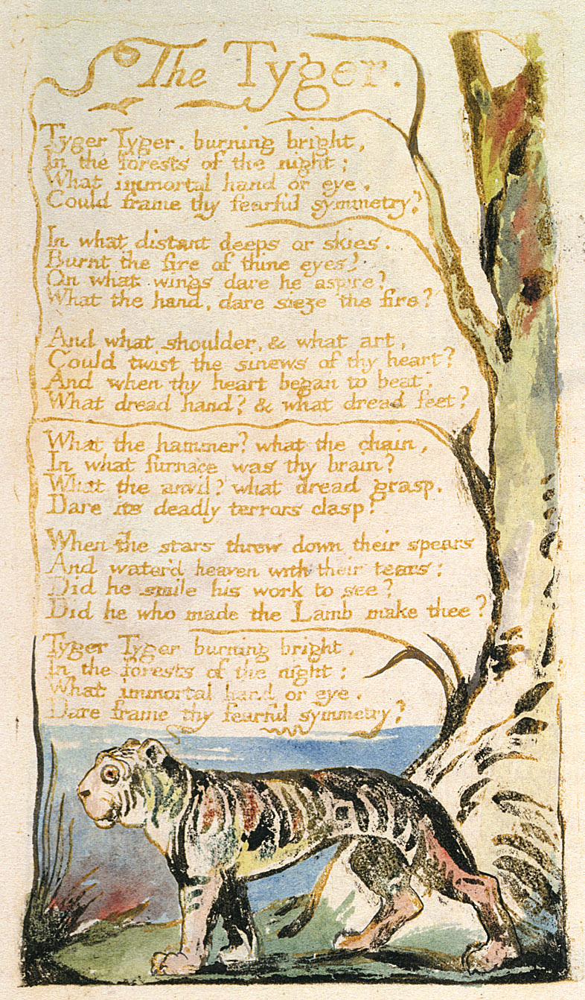 The Tyger.
Tyger Tyger. burning bright,
In the forests of the night;
What immortal hand or eye.
Could frame thy fearful symmetry?
In what distant deeps or skies.
Burnt the fire of thine eyes?
On what wings dare he aspire?
What the hand, dare sieze the fire?
And what shoulder, & what art,
Could twist the sinews of thy heart?
And when thy heart began to beat,
What dread hand? & what dread feet?
What the hammer? what the chain,
In what furnace was thy brain?
What the anvil? what dread grasp.
Dare its deadly terrors clasp!
When the stars threw down their spears
And water'd heaven with their tears:
Did he smile his work to see?
Did he who made the Lamb make thee?
Tyger Tyger burning bright,
In the forests of the night:
What immortal hand or eye.
Dare frame thy fearful symmetry?